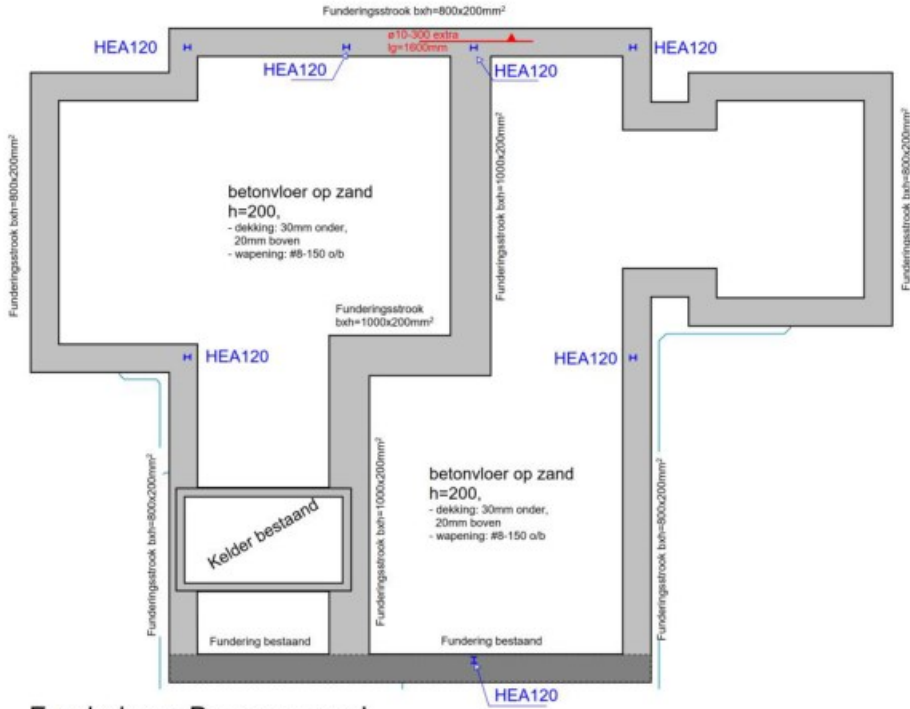 Funderingsstrook bxh=800x200mm²
HEA120
ø10-300 extra
lg=1600mm
HEA120
HEA120
HEA120
Funderingsstrook bxh=800x200mm²
betonvloer op zand
h=200,
- dekking: 30mm onder,
20mm boven
- wapening: #8-150 o/b
Funderingsstrook bxh=1000x200mm²
Funderingsstrook bxh=800x200mm²
Funderingsstrook
bxh=1000x200mm²
HEA120
HEA120
Funderingsstrook bxh=800x200mm²
Kelder bestaand
Funderingsstrook bxh=1000x200mm²
betonvloer op zand
h=200,
- dekking: 30mm onder,
20mm boven
- wapening: #8-150 o/b
Funderingsstrook bxh=800x200mm²
Fundering bestaand
Fundering bestaand
HEA120